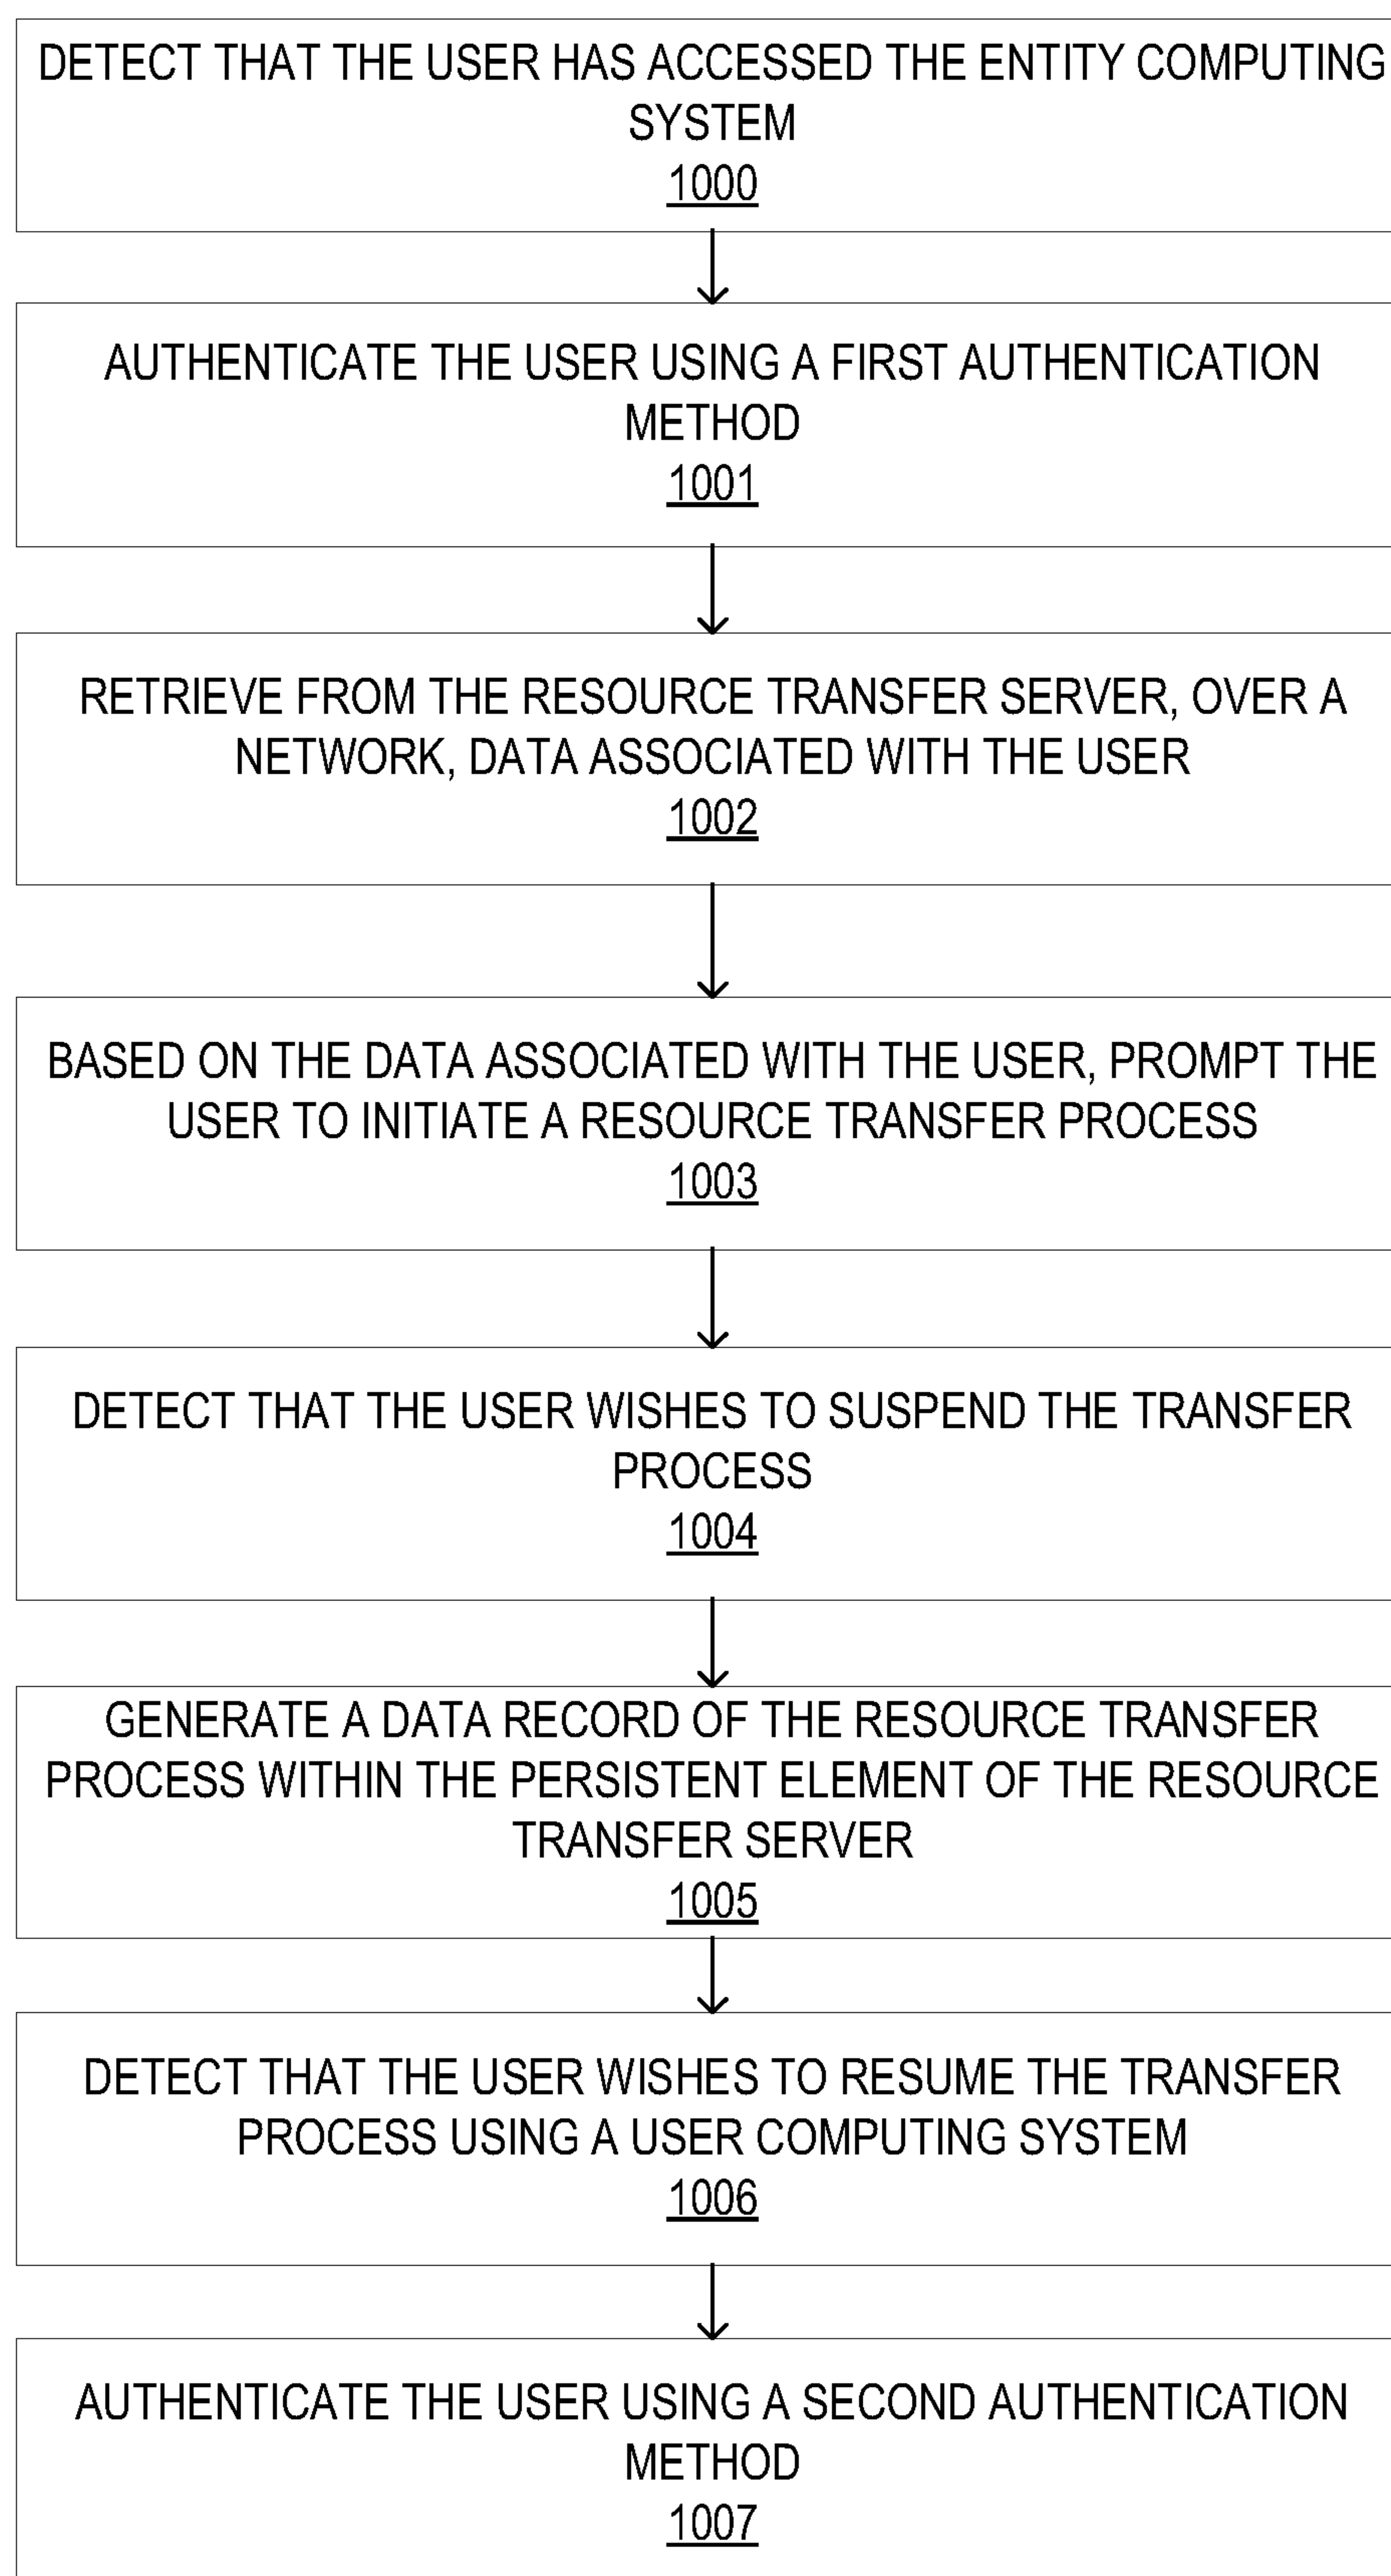 DETECT THAT THE USER HAS ACCESSED THE ENTITY COMPUTING
SYSTEM
1000
AUTHENTICATE THE USER USING A FIRST AUTHENTICATION
METHOD
1001
RETRIEVE FROM THE RESOURCE TRANSFER SERVER, OVER A
NETWORK, DATA ASSOCIATED WITH THE USER
1002
BASED ON THE DATA ASSOCIATED WITH THE USER, PROMPT THE
USER TO INITIATE A RESOURCE TRANSFER PROCESS
1003
DETECT THAT THE USER WISHES TO SUSPEND THE TRANSFER
PROCESS
1004
GENERATE A DATA RECORD OF THE RESOURCE TRANSFER
PROCESS WITHIN THE PERSISTENT ELEMENT OF THE RESOURCE
TRANSFER SERVER
1005
DETECT THAT THE USER WISHES TO RESUME THE TRANSFER
PROCESS USING A USER COMPUTING SYSTEM
1006
AUTHENTICATE THE USER USING A SECOND AUTHENTICATION
METHOD
1007